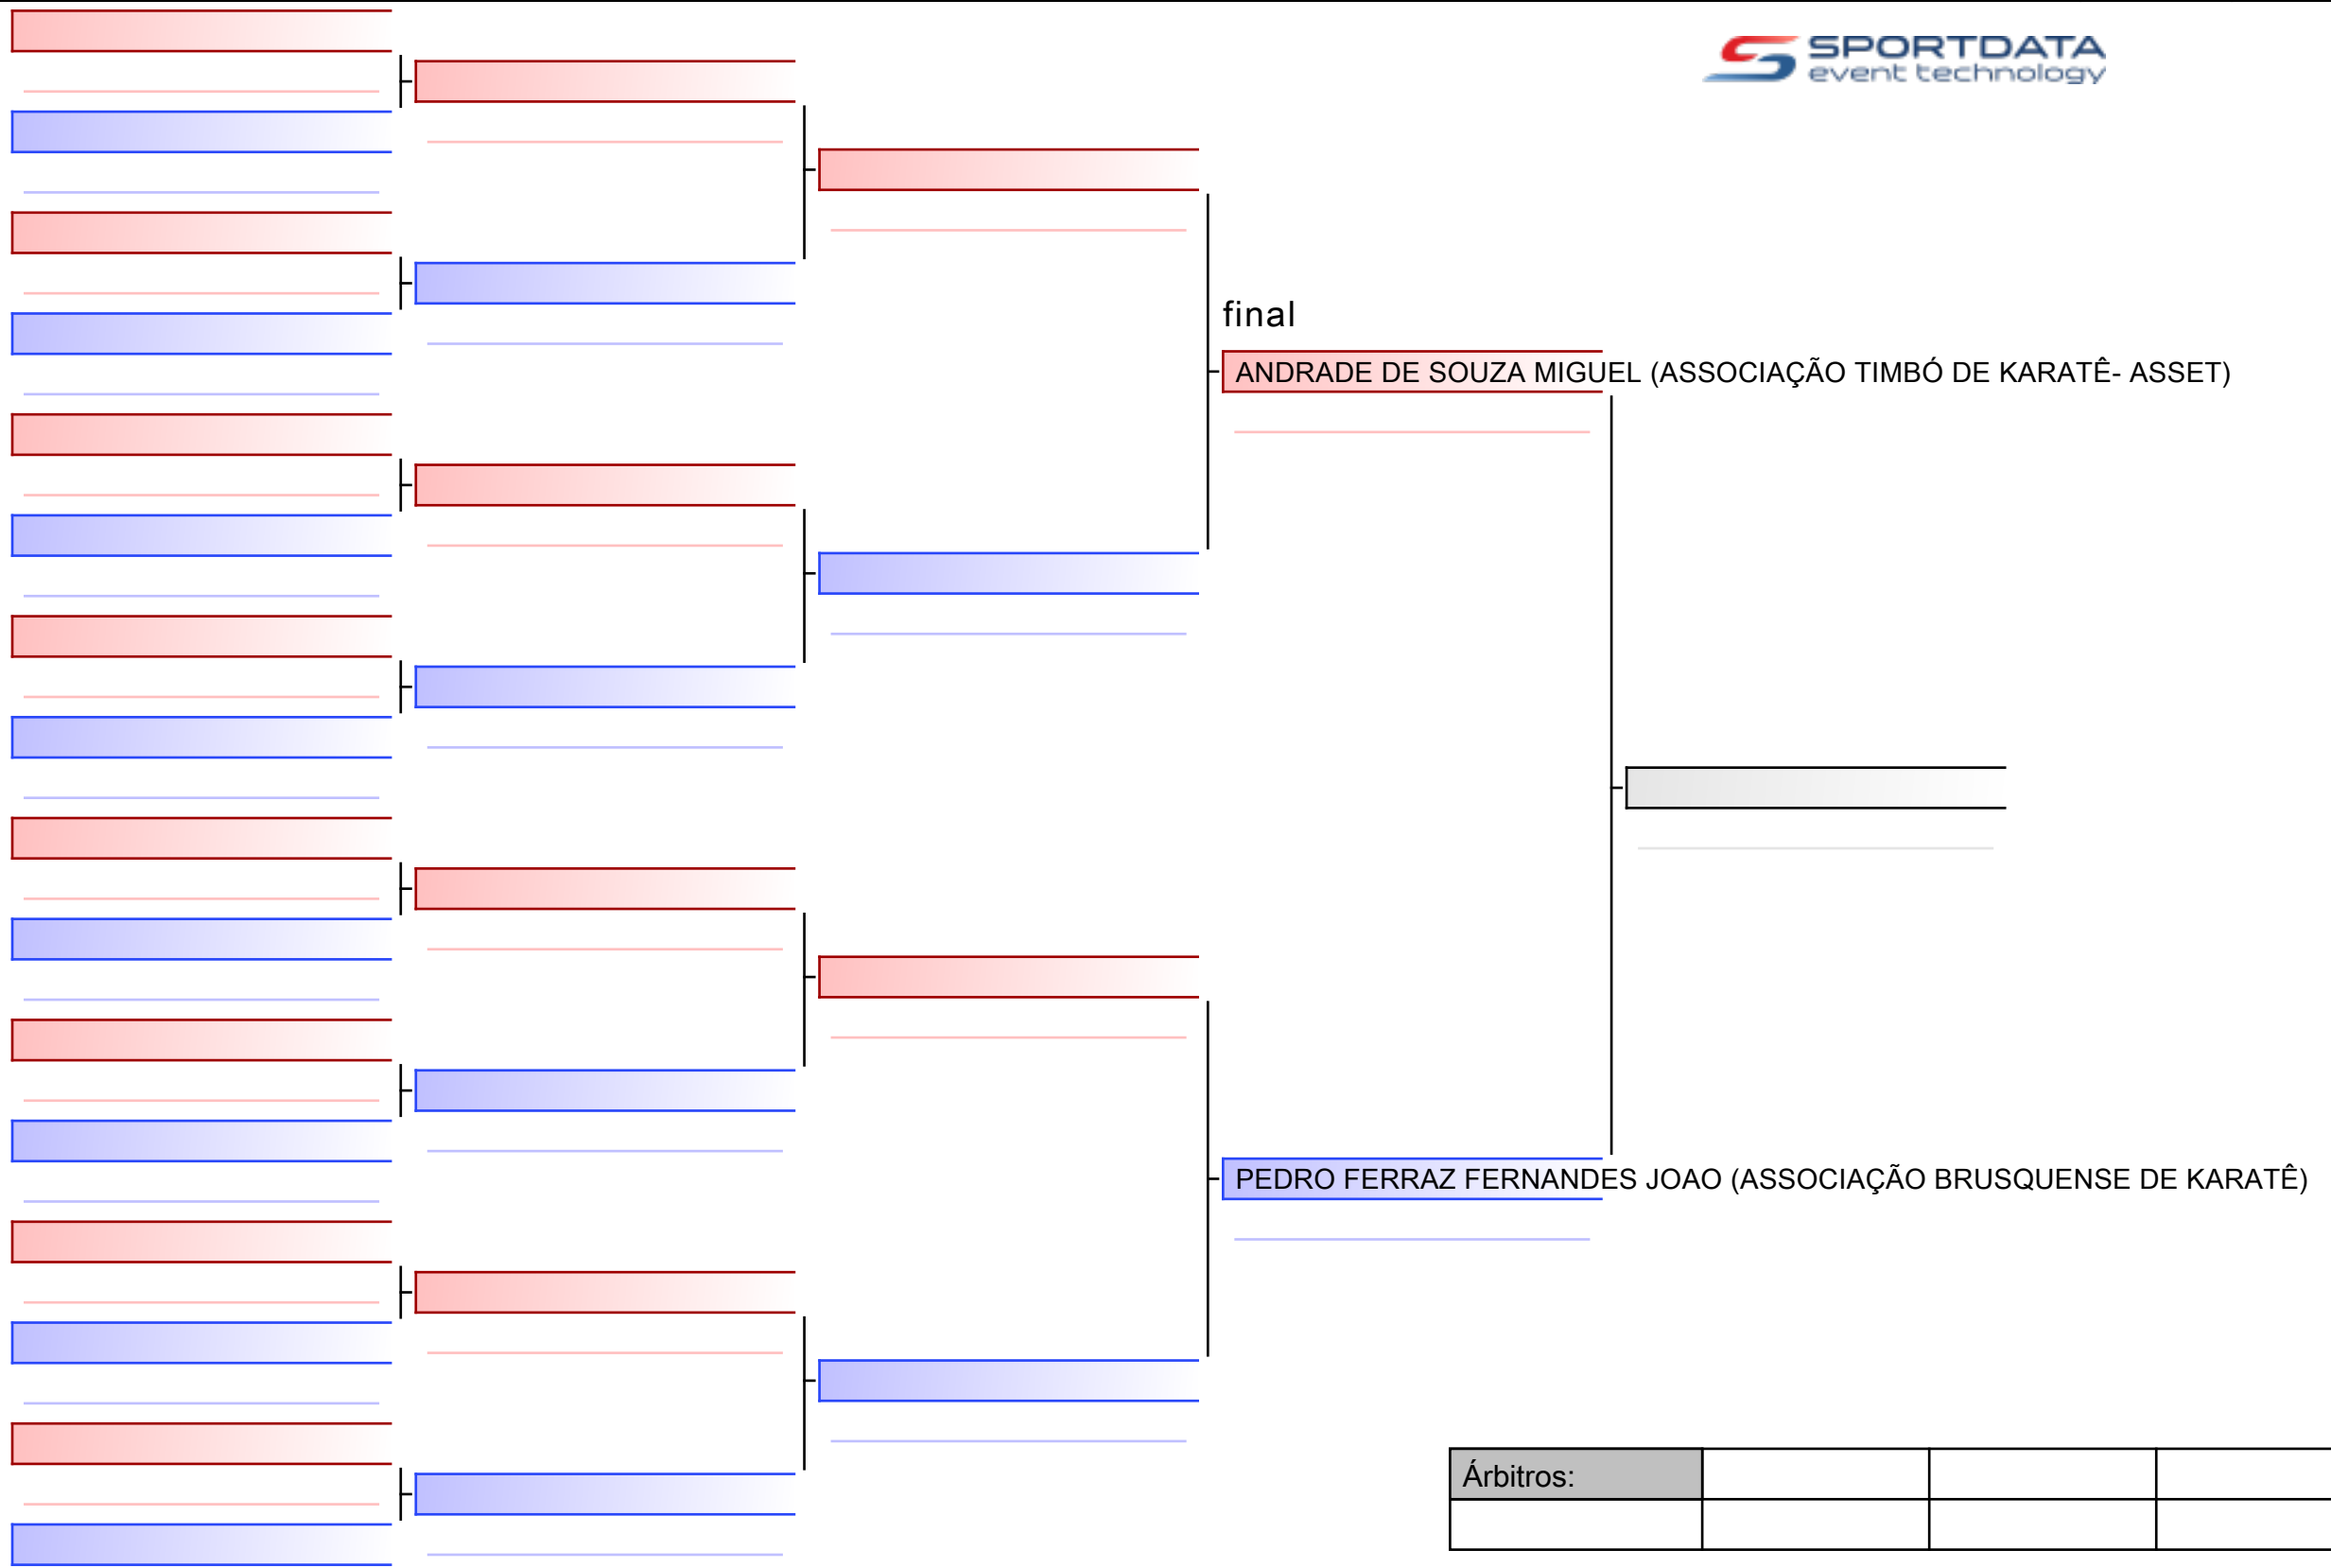 SPORTDATA
event technology
final
ANDRADE DE SOUZA MIGUEL (ASSOCIAÇÃO TIMBÓ DE KARATÊ- ASSET)
PEDRO FERRAZ FERNANDES JOAO (ASSOCIAÇÃO BRUSQUENSE DE KARATÊ)
Árbitros: